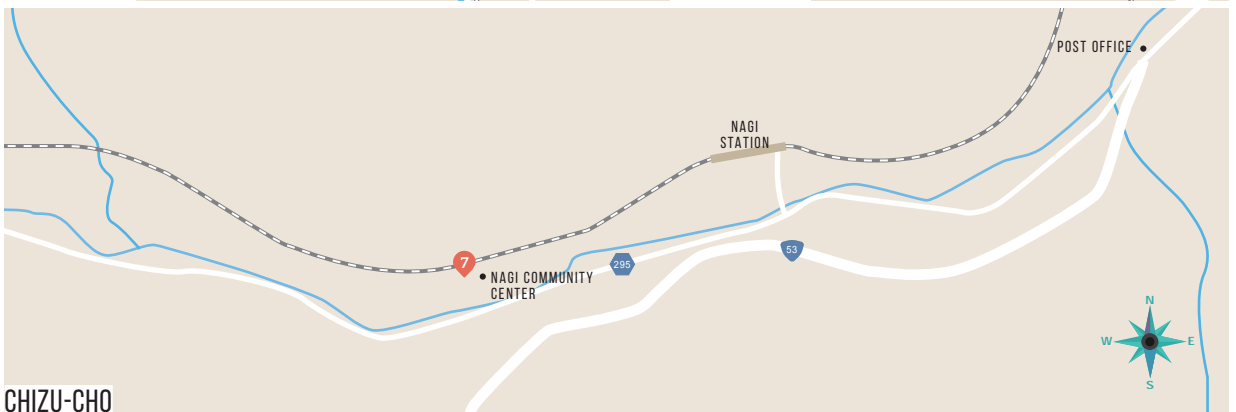 POST OFFICE
NAGI
STATION
53
7
295
NAGI COMMUNITY
CENTER
N
W
E
S
CHIZU-CHO